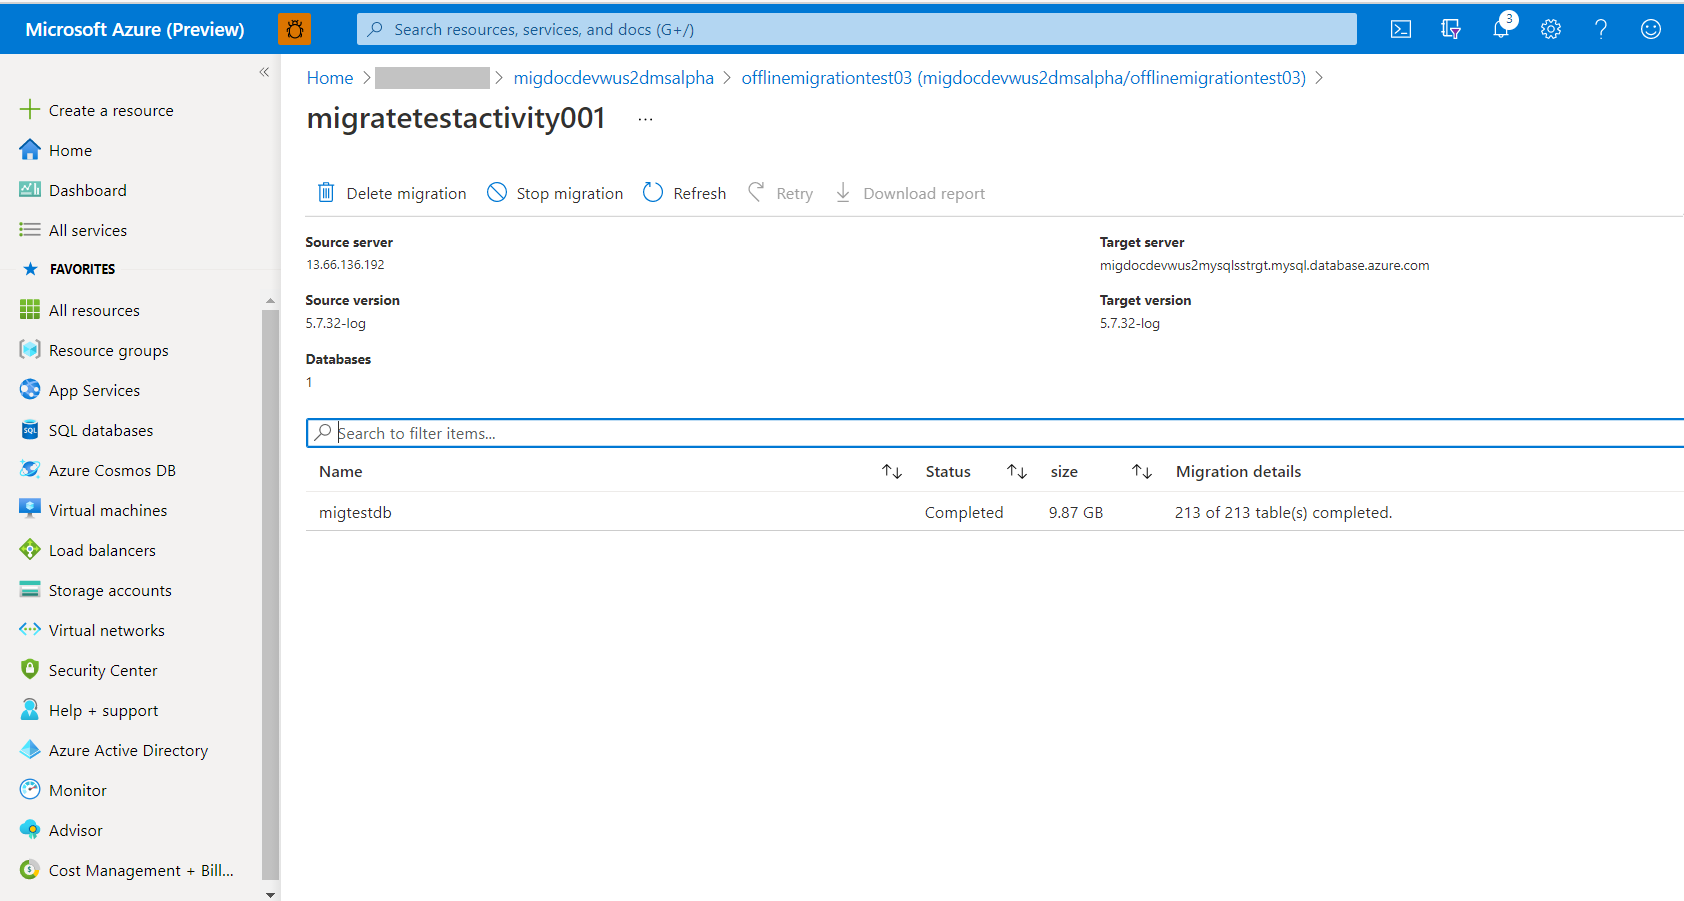 Microsoft Azure (Preview)
Search resources, services, and docs (G+/)
3
Create a resource
Home
Dashboard
All services
FAVORITES
All resources
Resource groups
App Services
SQL databases
Azure Cosmos DB
Virtual machines
Load balancers
Storage accounts
Virtual networks
Security Center
Help + support
Azure Active Directory
Monitor
Advisor
Cost Management + Bill...
Home > > migdocdevwus2dmsalpha > offlinemigrationtest03 (migdocdevwus2dmsalpha/offlinemigrationtest03) >
migratetestactivity001 ...
Delete migration Stop migration Refresh Retry Download report
Source server
13.66.136.192
Target server
migdocdevwus2mysqlsstrgt.mysql.database.azure.com
Source version
5.7.32-log
Target version
5.7.32-log
Databases
1
Search to filter items...
Name Status size Migration details
migtestdb Completed 9.87 GB 213 of 213 table(s) completed.